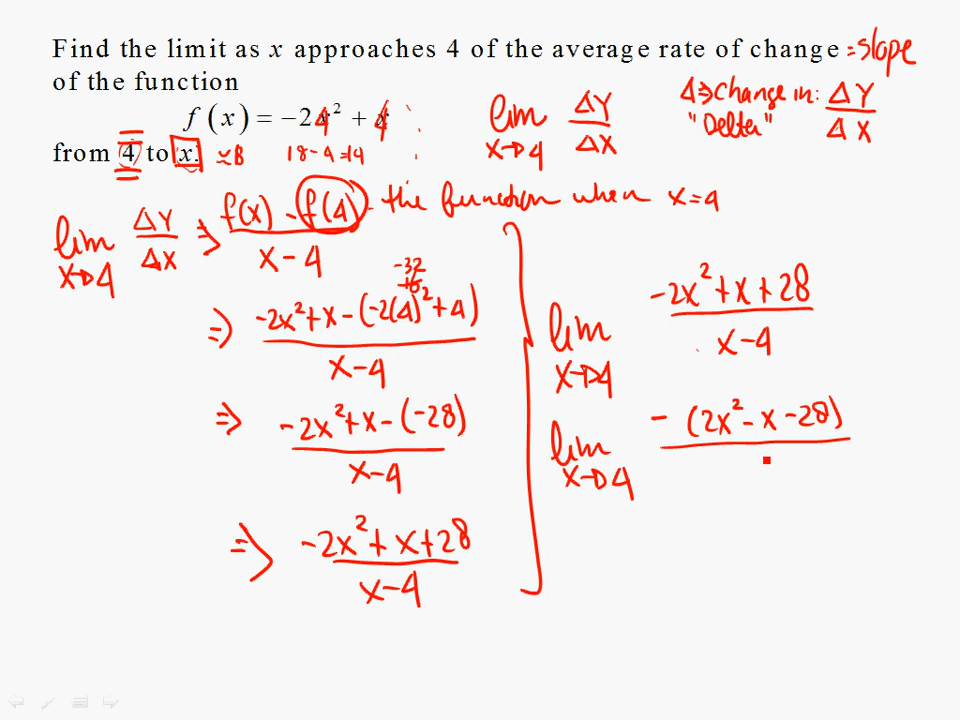 Find the limit as x approaches 4 of the average rate of change = slope
of the function
f(x) = −2x² + x
from 4 to x. ≈8 18-4=14
lim x→4 ΔY/ΔX
Δ⇒ change in: ΔY/ΔX
"Delta"
lim x→4 ΔY/ΔX ⇒ f(x) - f(4) / x-4 - the function when x=4
-32
⇒ -2x²+x-(-2(4)²+4) / x-4
⇒ -2x²+x-(-28) / x-4
⇒ -2x²+x+28 / x-4
lim x→4 -2x²+x+28 / x-4
lim x→4 -(2x²-x-28)